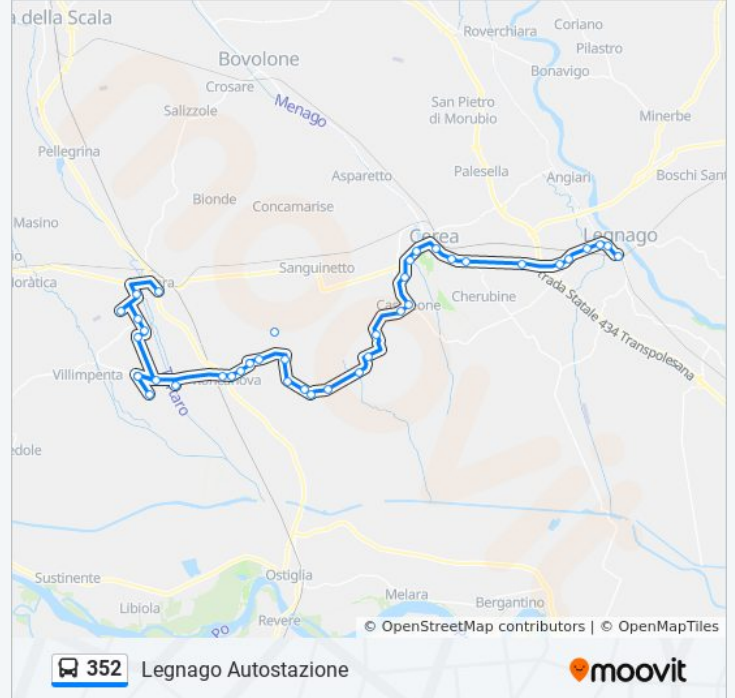 della Scala
Roverchiara
Coriano
Pilastro
Bovolone
Bonavigo
Crosare
Menago
Salizzole
San Pietro
di Morubio
Minerbe
Pellegrina
Asparetto
Palesella
Angiari
Boschi Sant
Bionde
Concamarise
Masino
Cerea
Legnago
Sanguinetto
Cherubine
Strada Statale 434 Transpolesana
Villimpenta
Ostiglia
Sustinente
Melara
Libiola
Bergantino
Revere
Po
moovit
© OpenStreetMap contributors | © OpenMapTiles
352 Legnago Autostazione
moovit